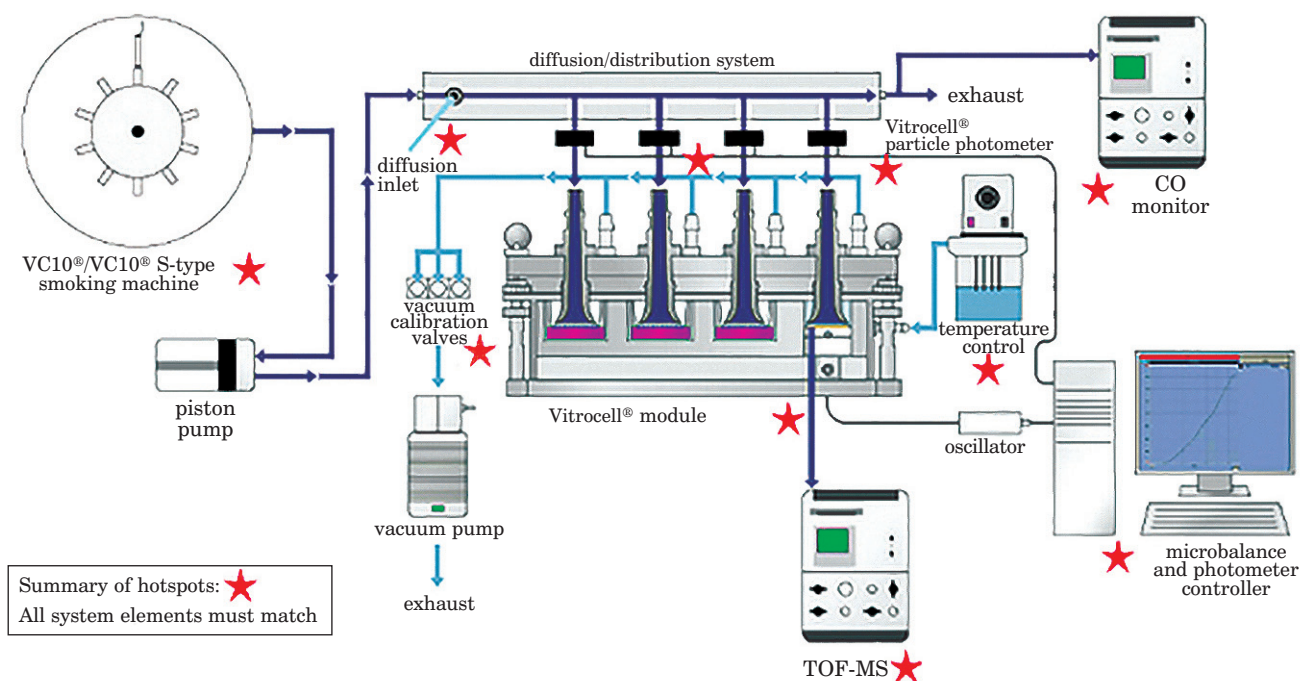 diffusion/distribution system
exhaust
Vitrocell®
particle photometer
diffusion
inlet
CO
monitor
VC10®/VC10® S-type
smoking machine
vacuum
calibration
valves
temperature
control
piston
pump
Vitrocell® module
oscillator
vacuum pump
microbalance
and photometer
controller
Summary of hotspots:
All system elements must match
exhaust
TOF-MS